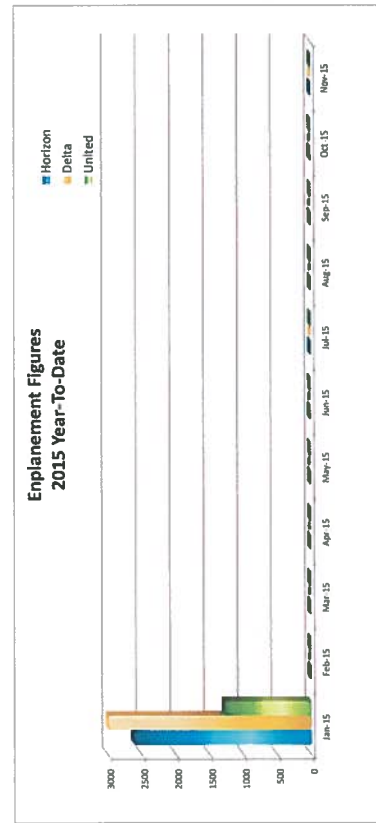 Enplanement Figures
2015 Year-To-Date
Horizon
Delta
United
3000
2500
2000
1500
1000
500
0
Jan-15
Feb-15
Mar-15
Apr-15
May-15
Jun-15
Jul-15
Aug-15
Sep-15
Oct-15
Nov-15